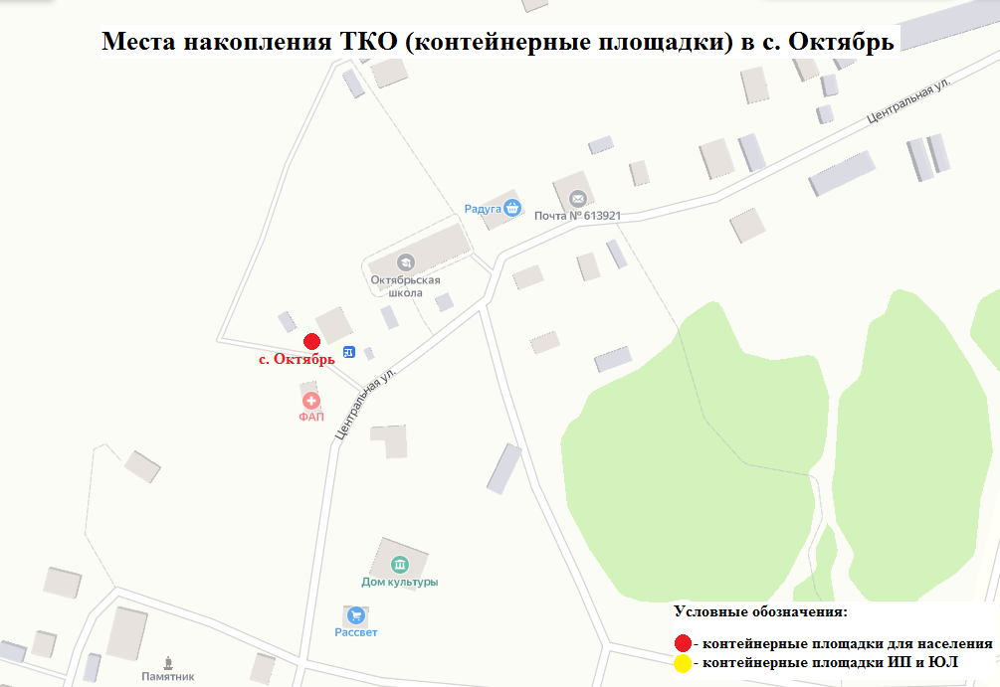 Места накопления ТКО (контейнерные площадки) в с. Октябрь
Центральная ул.
Радуга
Почта № 613921
Октябрьская
школа
с. Октябрь
Центральная ул.
ФАП
Дом культуры
Рассвет
Памятник
Условные обозначения:
- контейнерные площадки для населения
- контейнерные площадки ИП и ЮЛ